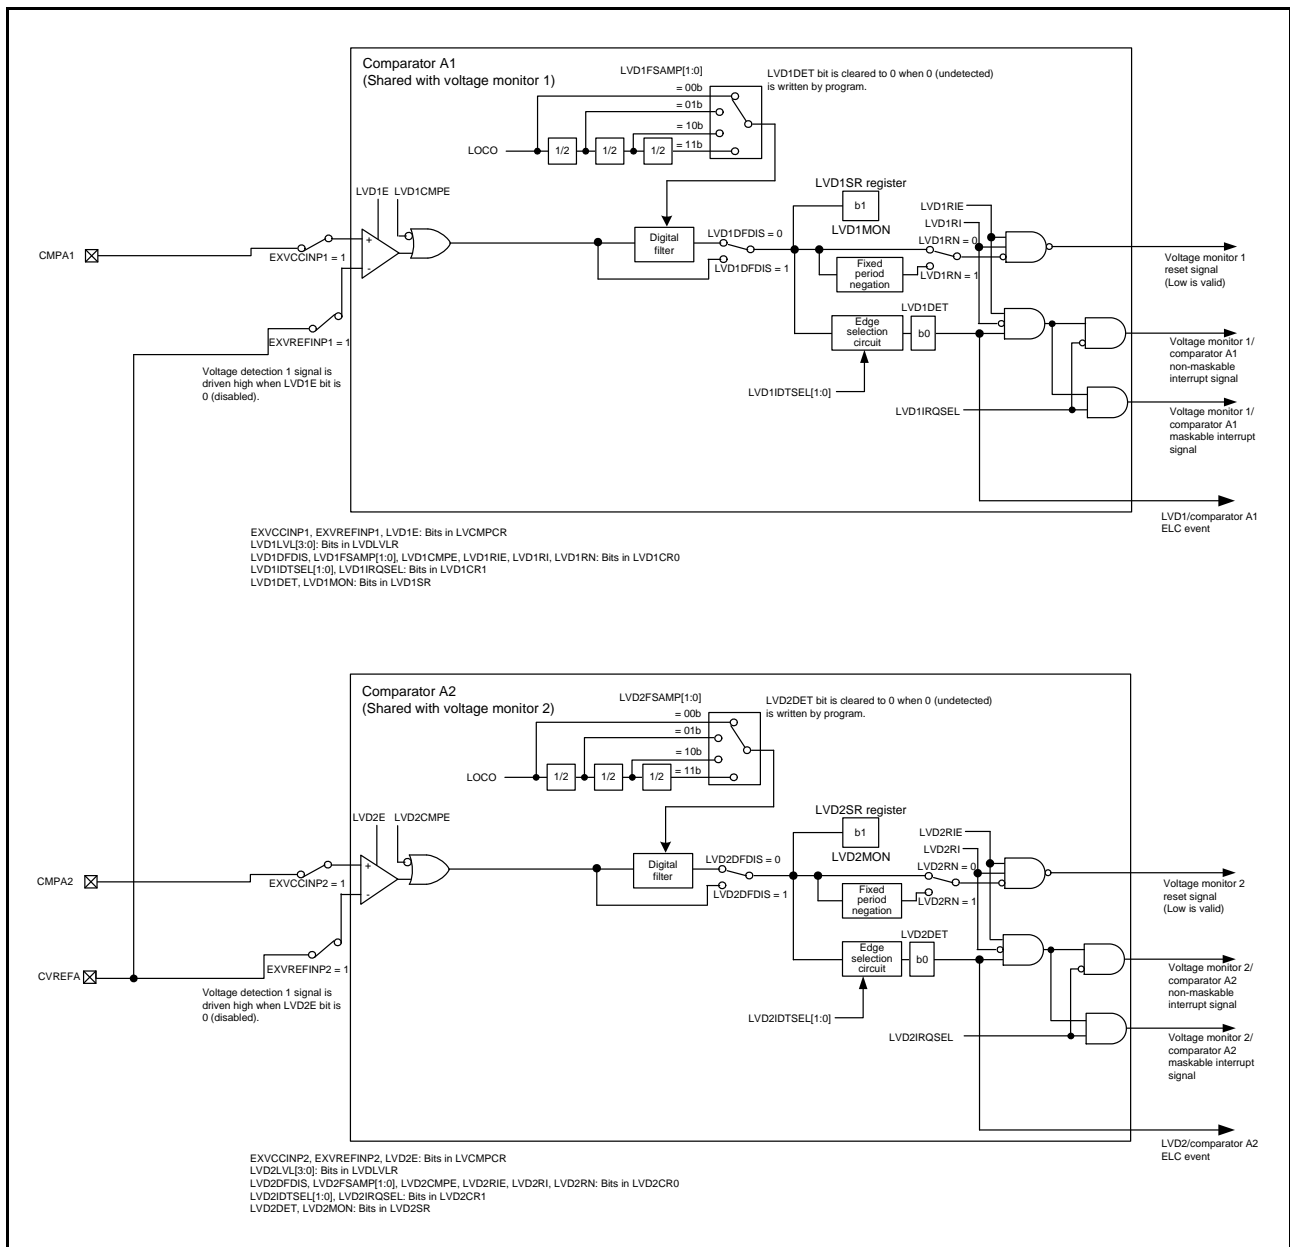 Comparator A1
(Shared with voltage monitor 1)
LVD1FSAMP[1:0]
LVD1DET bit is cleared to 0 when 0 (undetected)
is written by program.
= 00b
= 01b
= 10b
= 11b
LOCO
1/2
1/2
1/2
LVD1E
LVD1CMPE
LVD1SR register
b1
LVD1MON
LVD1RIE
LVD1RI
LVD1RN = 0
LVD1RN = 1
CMPA1
EXVCCINP1 = 1
+
-
Digital
filter
LVD1DFDIS = 0
LVD1DFDIS = 1
Fixed
period
negation
Voltage monitor 1
reset signal
(Low is valid)
EXVREFINP1 = 1
Edge
selection
circuit
LVD1DET
b0
Voltage monitor 1/
comparator A1
non-maskable
interrupt signal
Voltage detection 1 signal is
driven high when LVD1E bit is
0 (disabled).
LVD1IDTSEL[1:0]
LVD1IRQSEL
Voltage monitor 1/
comparator A1
maskable interrupt
signal
LVD1/comparator A1
ELC event
EXVCCINP1, EXVREFINP1, LVD1E: Bits in LVCMPCR
LVD1LVL[3:0]: Bits in LVDLVLR
LVD1DFDIS, LVD1FSAMP[1:0], LVD1CMPE, LVD1RIE, LVD1RI, LVD1RN: Bits in LVD1CR0
LVD1IDTSEL[1:0], LVD1IRQSEL: Bits in LVD1CR1
LVD1DET, LVD1MON: Bits in LVD1SR
Comparator A2
(Shared with voltage monitor 2)
LVD2FSAMP[1:0]
LVD2DET bit is cleared to 0 when 0 (undetected)
is written by program.
= 00b
= 01b
= 10b
= 11b
LOCO
1/2
1/2
1/2
LVD2E
LVD2CMPE
LVD2SR register
b1
LVD2MON
LVD2RIE
LVD2RI
LVD2RN = 0
LVD2RN = 1
CMPA2
EXVCCINP2 = 1
+
-
Digital
filter
LVD2DFDIS = 0
LVD2DFDIS = 1
Fixed
period
negation
Voltage monitor 2
reset signal
(Low is valid)
CVREFA
EXVREFINP2 = 1
Edge
selection
circuit
LVD2DET
b0
Voltage monitor 2/
comparator A2
non-maskable
interrupt signal
Voltage detection 1 signal is
driven high when LVD2E bit is
0 (disabled).
LVD2IDTSEL[1:0]
LVD2IRQSEL
Voltage monitor 2/
comparator A2
maskable interrupt
signal
LVD2/comparator A2
ELC event
EXVCCINP2, EXVREFINP2, LVD2E: Bits in LVCMPCR
LVD2LVL[3:0]: Bits in LVDLVLR
LVD2DFDIS, LVD2FSAMP[1:0], LVD2CMPE, LVD2RIE, LVD2RI, LVD2RN: Bits in LVD2CR0
LVD2IDTSEL[1:0], LVD2IRQSEL: Bits in LVD2CR1
LVD2DET, LVD2MON: Bits in LVD2SR